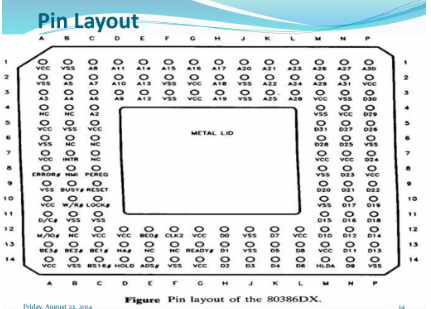 Pin Layout
A B C D E F G H J K L M N P
1 VCC VSS A8 A11 A14 A15 A16 A17 A20 A21 A23 A26 A27 A30 1
2 VSS A5 A7 A10 A13 VSS VCC A18 VSS A22 A24 A29 A31 VCC 2
3 A3 A4 A6 A9 A12 VSS VCC A19 VSS A25 A28 VCC VSS D30 3
4 NC NC A2 VSS VCC D29 4
5 VCC VSS VCC D31 D27 D26 5
METAL LID
6 VSS NC NC D28 D25 VSS 6
7 VCC INTR NC VCC VCC D24 7
8 ERROR# NMI PEREQ VSS D23 VCC 8
9 VSS BUSY# RESET D20 D21 D22 9
10 VCC W/R# LOCK# VSS D17 D19 10
11 D/C# VSS VSS D15 D16 D18 11
12 M/IO# NC VCC VCC BE0# CLK2 VCC D0 VSS D7 VCC D10 D12 D14 12
13 BE3# BE2# BE1# NA# NC NC READY# D1 VSS D5 D8 VCC D11 D13 13
14 VCC VSS BS16# HOLD ADS# VSS VCC D2 D3 D4 D6 HLDA D9 VSS 14
A B C D E F G H J K L M N P
Figure Pin layout of the 80386DX.
Friday, August 22, 2014 14